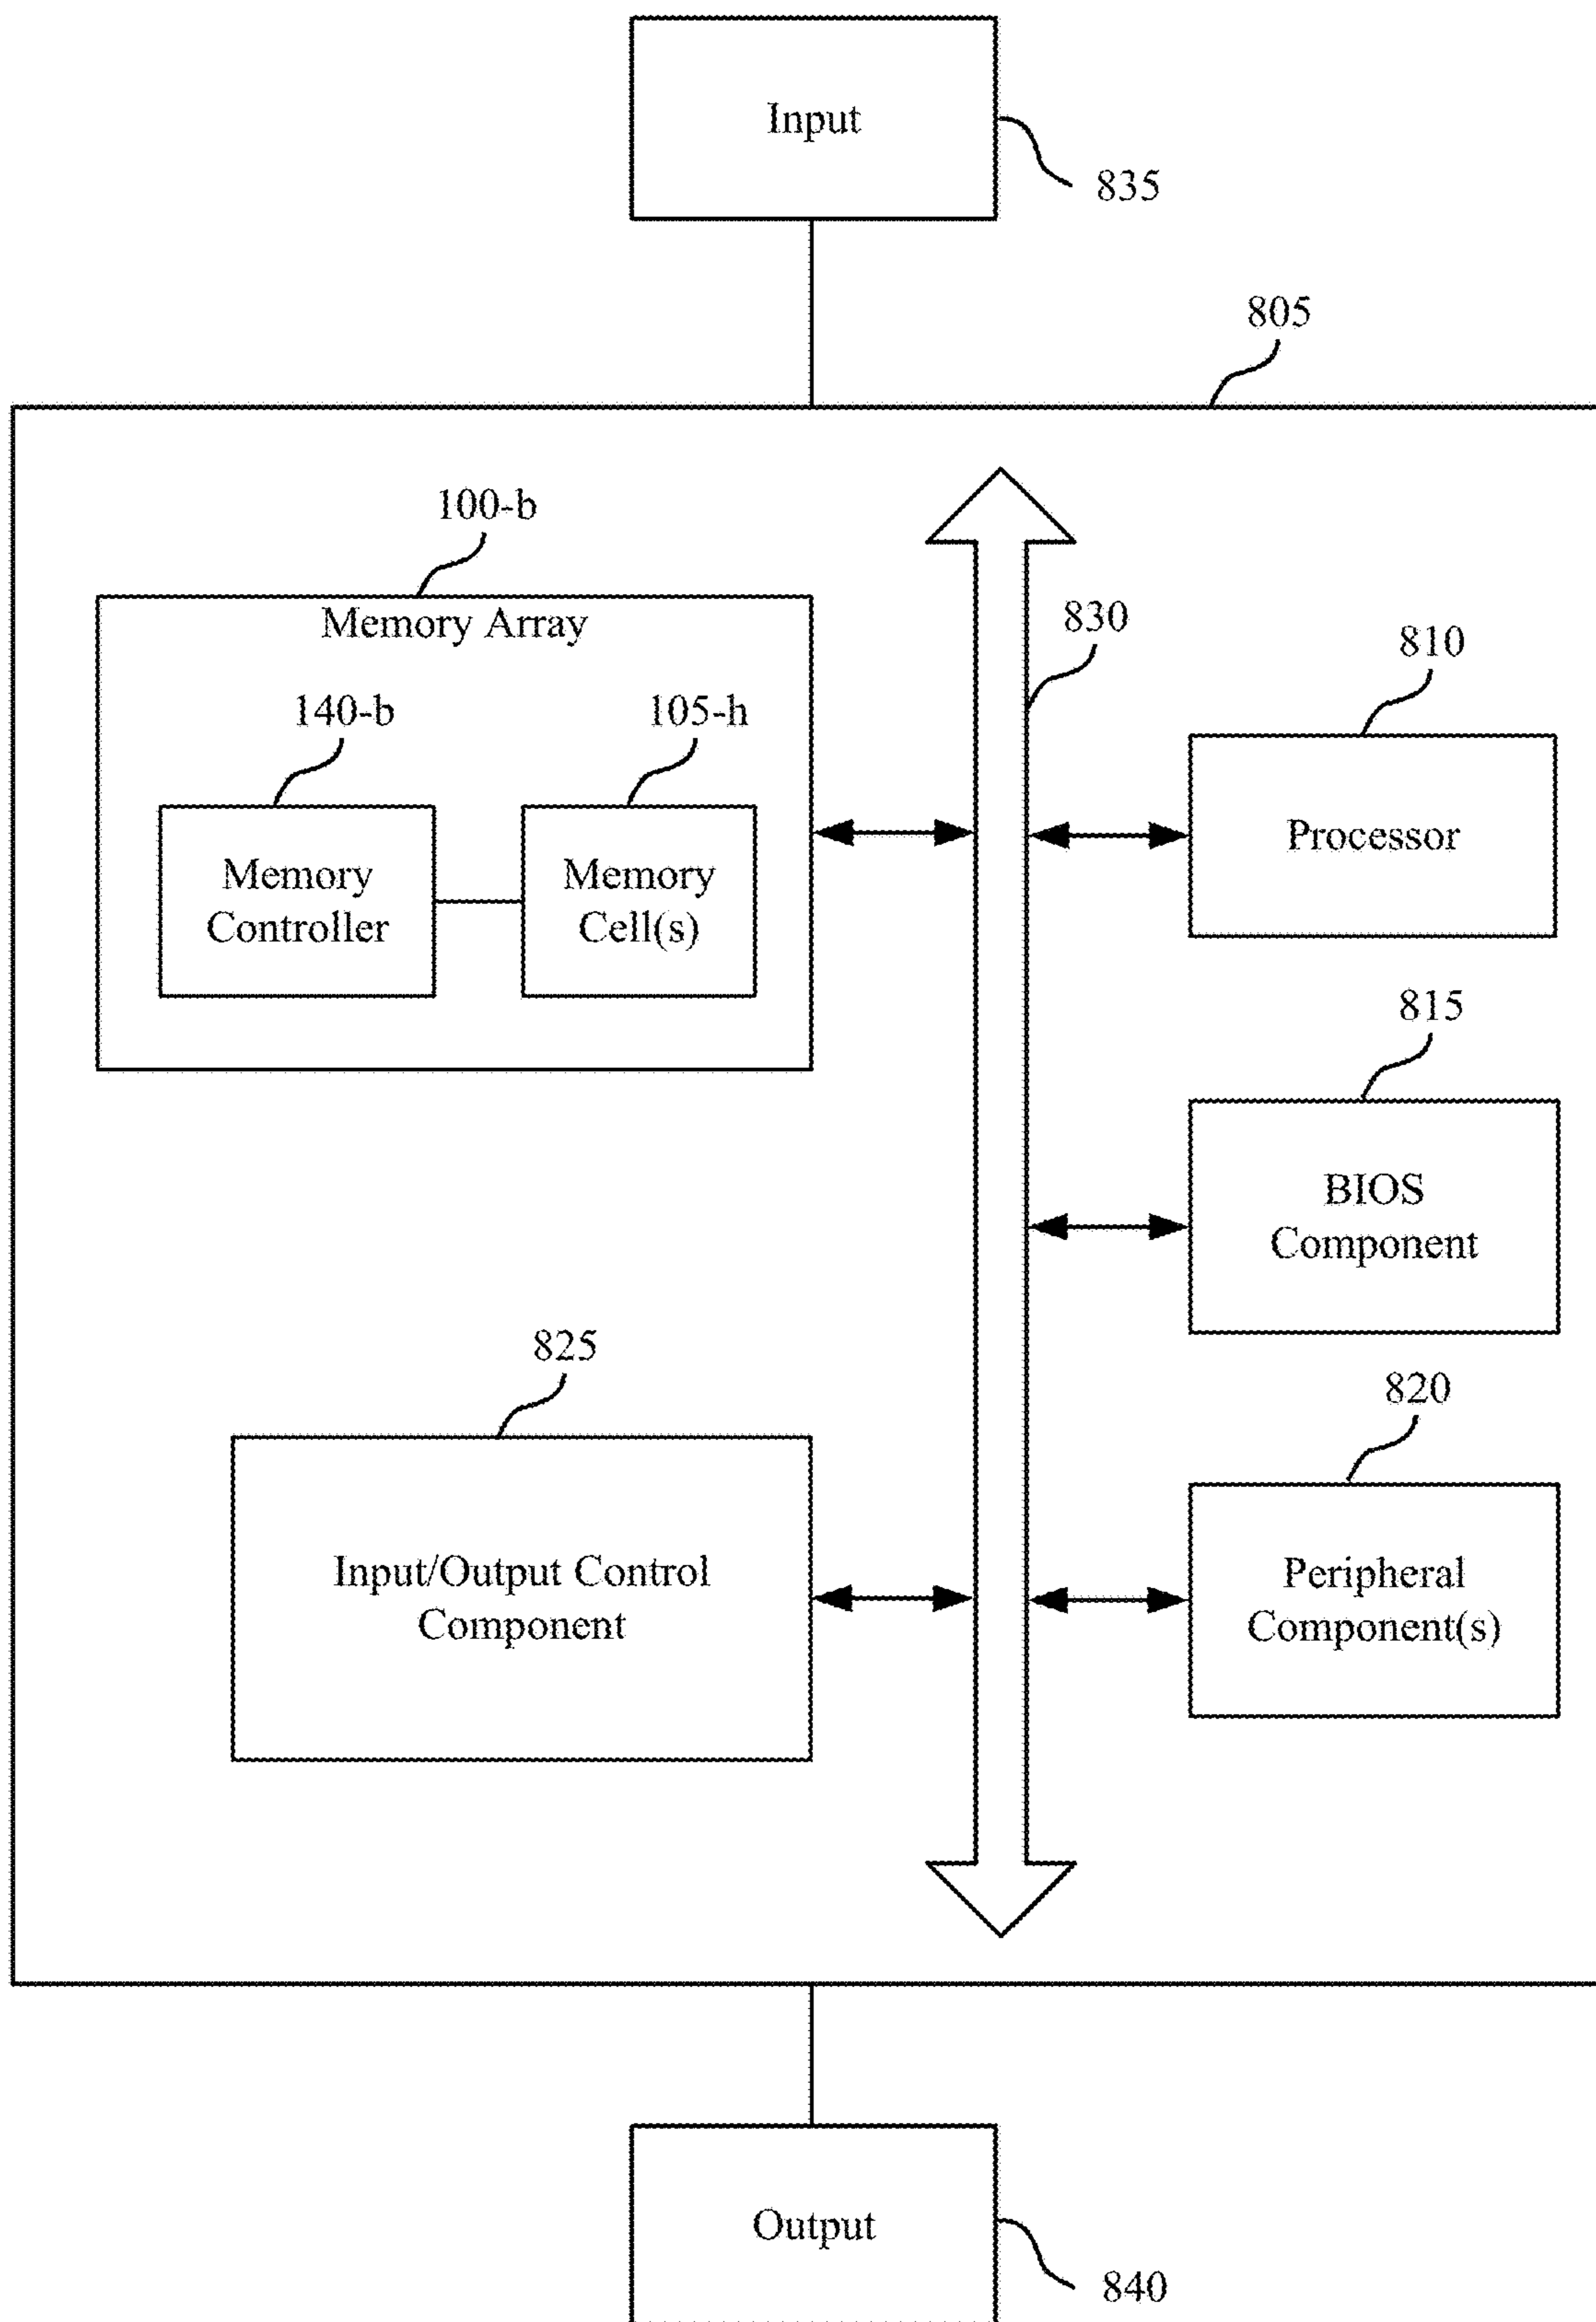 Input
835
805
100-b
Memory Array
830
810
140-b
105-h
Processor
Memory
Controller
Memory
Cell(s)
815
BIOS
Component
825
820
Input/Output Control
Component
Peripheral
Component(s)
Output
840